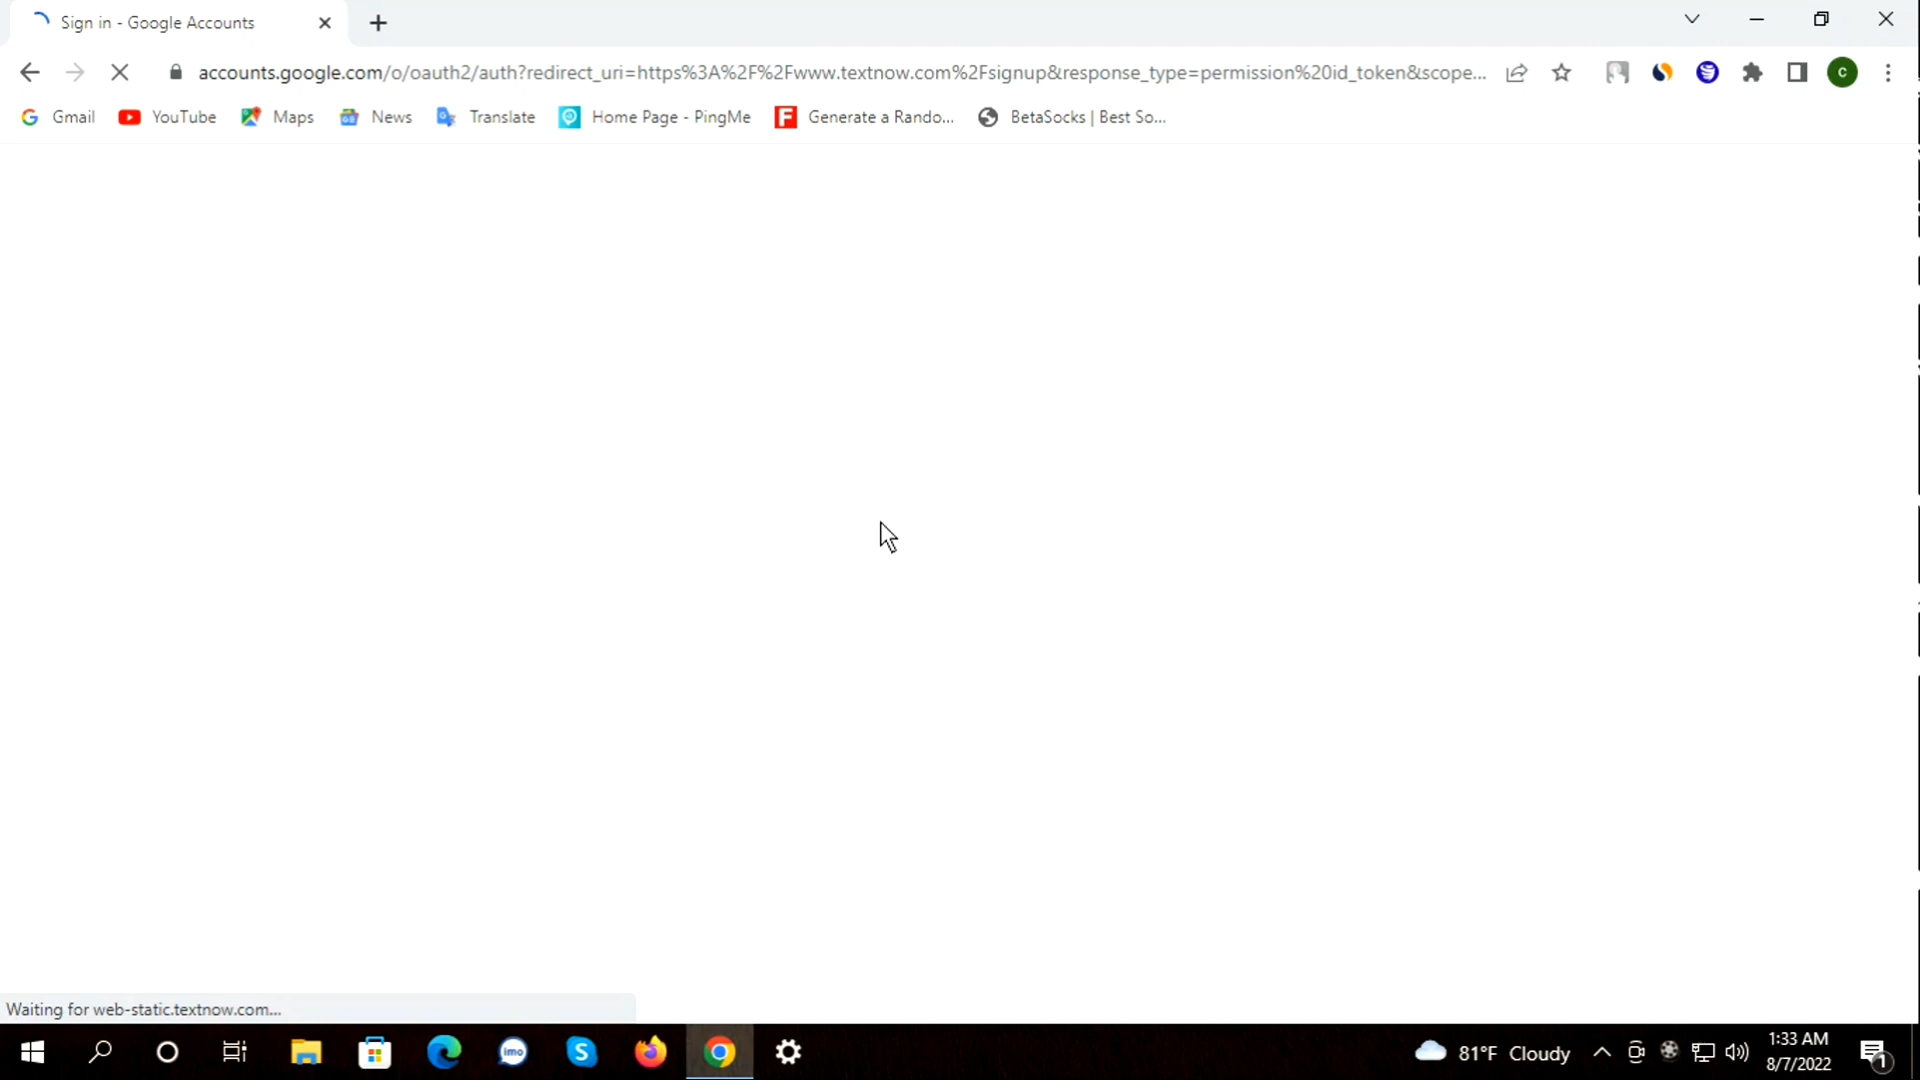 Sign in - Google Accounts
accounts.google.com/o/oauth2/auth?redirect_uri=https%3A%2F%2Fwww.textnow.com%2Fsignup&response_type=permission%20id_token&scope...
c
Gmail YouTube Maps News Translate Home Page - PingMe Generate a Rando... BetaSocks | Best So...
Waiting for web-static.textnow.com...
imo
81°F Cloudy
1:33 AM
8/7/2022
1